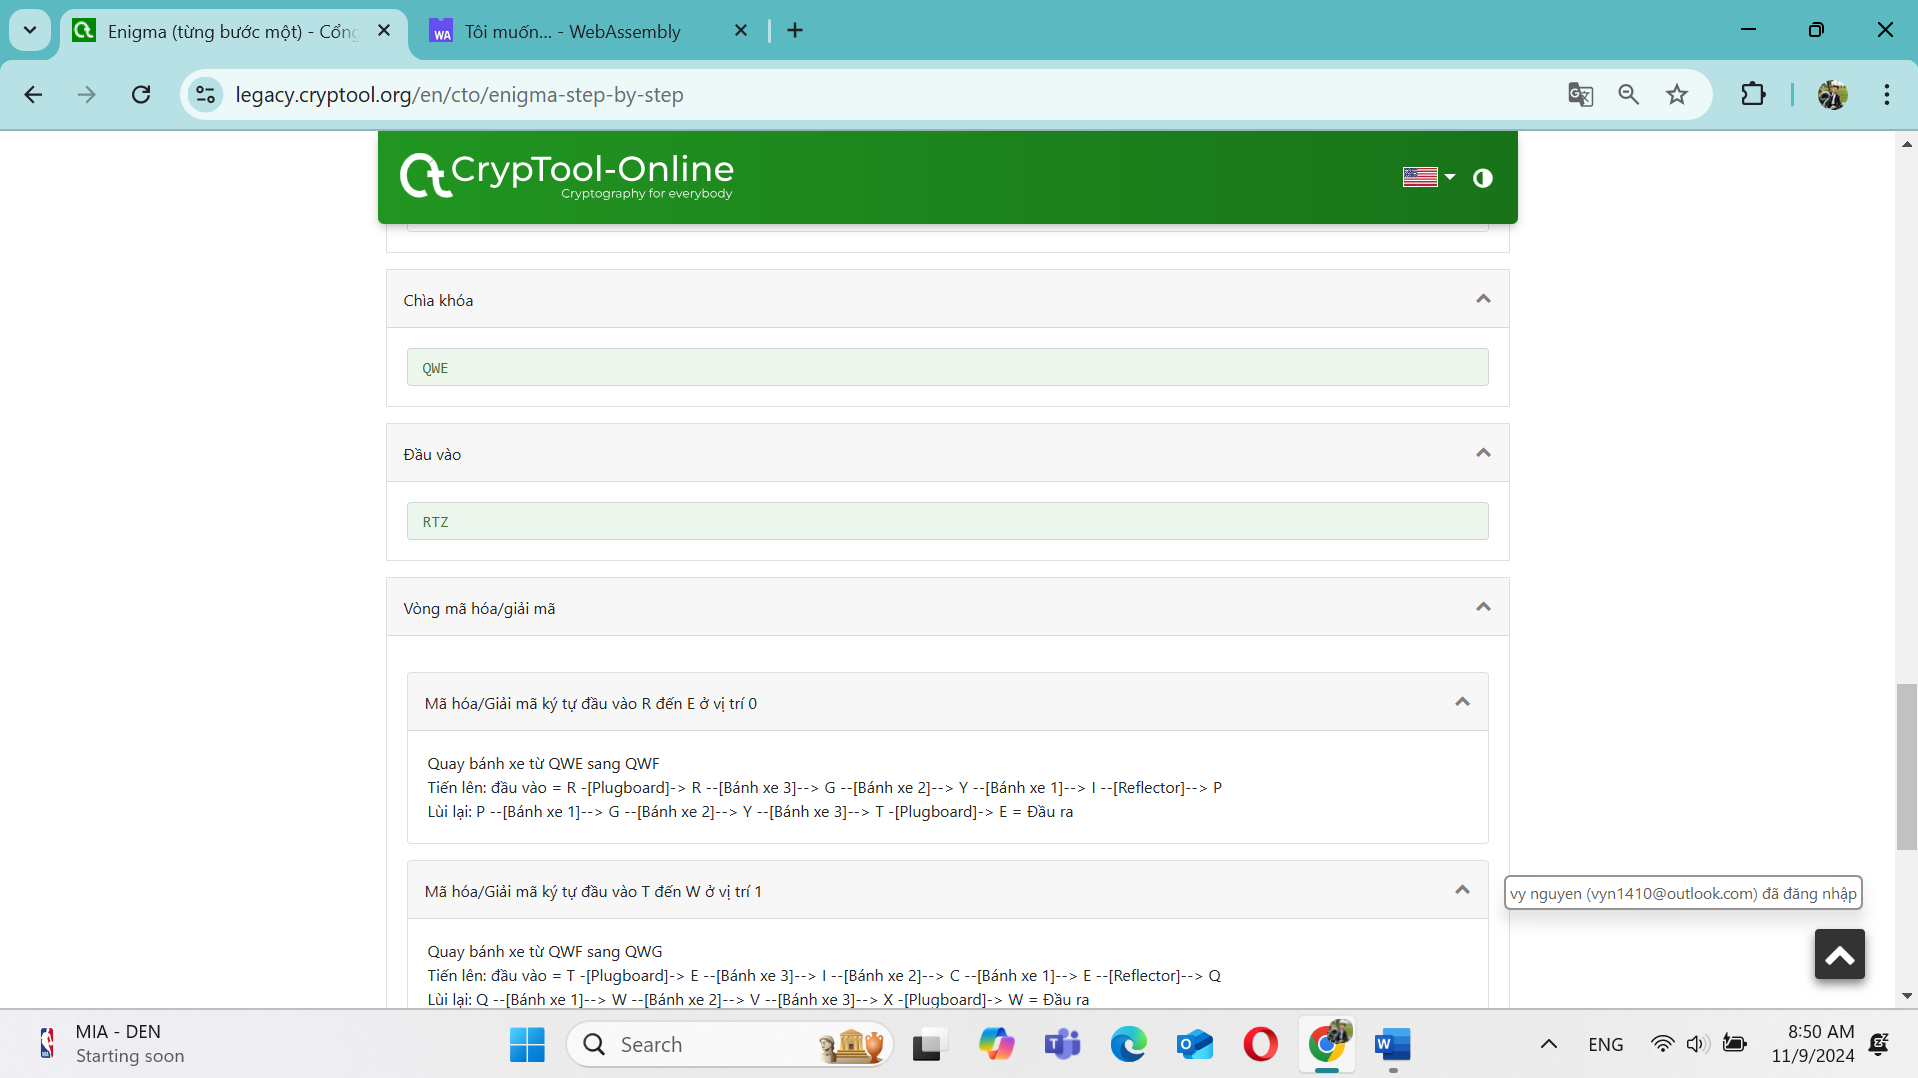 Enigma (từng bước một) - Cổng
Tôi muốn... - WebAssembly
legacy.cryptool.org/en/cto/enigma-step-by-step
CrypTool-Online
Cryptography for everybody
Chìa khóa
QWE
Đầu vào
RTZ
Vòng mã hóa/giải mã
Mã hóa/Giải mã ký tự đầu vào R đến E ở vị trí 0
Quay bánh xe từ QWE sang QWF
Tiến lên: đầu vào = R -[Plugboard]-> R --[Bánh xe 3]--> G --[Bánh xe 2]--> Y --[Bánh xe 1]--> I --[Reflector]--> P
Lùi lại: P --[Bánh xe 1]--> G --[Bánh xe 2]--> Y --[Bánh xe 3]--> T -[Plugboard]-> E = Đầu ra
Mã hóa/Giải mã ký tự đầu vào T đến W ở vị trí 1
vy nguyen (vyn1410@outlook.com) đã đăng nhập
Quay bánh xe từ QWF sang QWG
Tiến lên: đầu vào = T -[Plugboard]-> E --[Bánh xe 3]--> I --[Bánh xe 2]--> C --[Bánh xe 1]--> E --[Reflector]--> Q
Lùi lại: Q --[Bánh xe 1]--> W --[Bánh xe 2]--> V --[Bánh xe 3]--> X -[Plugboard]-> W = Đầu ra
MIA - DEN
Starting soon
Search
ENG
8:50 AM
11/9/2024